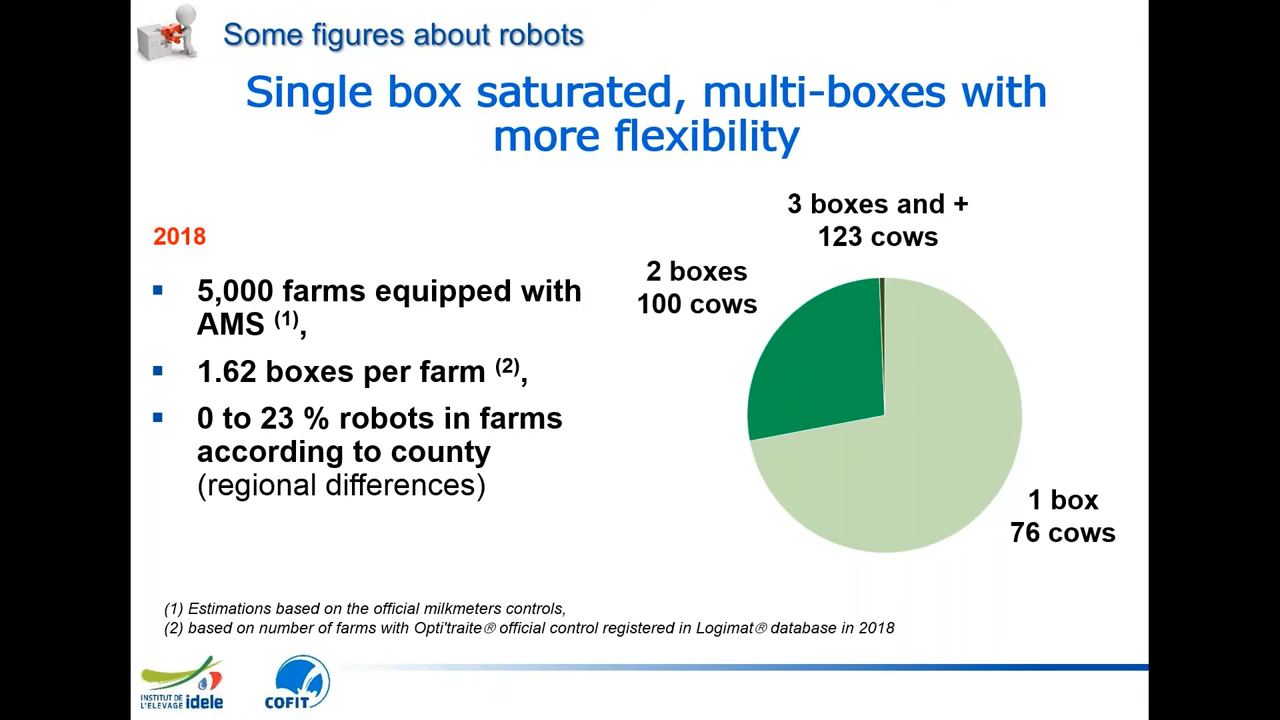 Some figures about robots
Single box saturated, multi-boxes with
more flexibility
2018
▪ 5,000 farms equipped with
AMS (1),
▪ 1.62 boxes per farm (2),
▪ 0 to 23 % robots in farms
according to county
(regional differences)
3 boxes and +
123 cows
2 boxes
100 cows
1 box
76 cows
(1) Estimations based on the official milkmeters controls,
(2) based on number of farms with Opti'traite® official control registered in Logimat® database in 2018
INSTITUT DE
L'ELEVAGE idele
COFIT